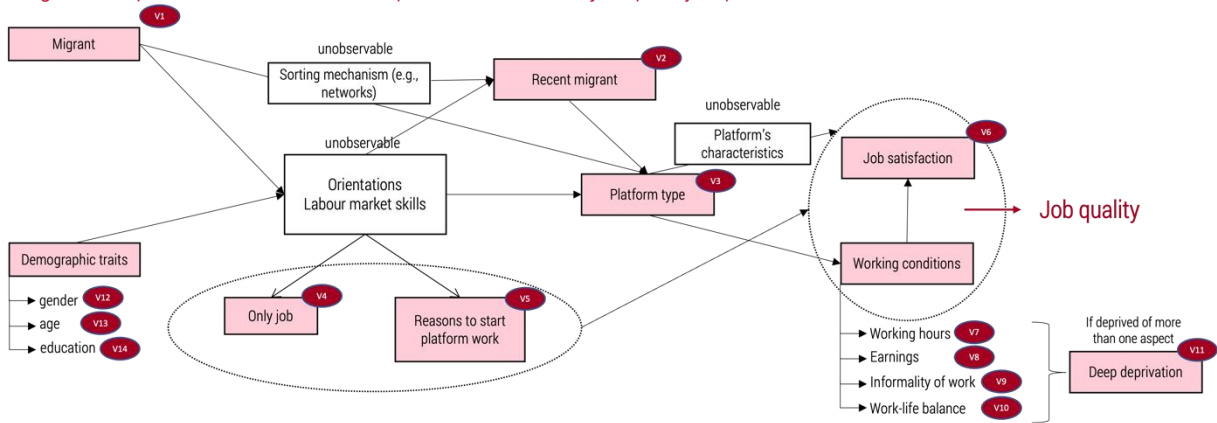 V1
Migrant
unobservable
Sorting mechanism (e.g.,
networks)
V2
Recent migrant
unobservable
Platform's
characteristics
V6
Job satisfaction
unobservable
Orientations
Labour market skills
V3
Platform type
Job quality
Demographic traits
gender V12
age V13
education V14
Working conditions
V4
Only job
V5
Reasons to start
platform work
Working hours V7
Earnings V8
Informality of work V9
Work-life balance V10
If deprived of more
than one aspect
V11
Deep deprivation